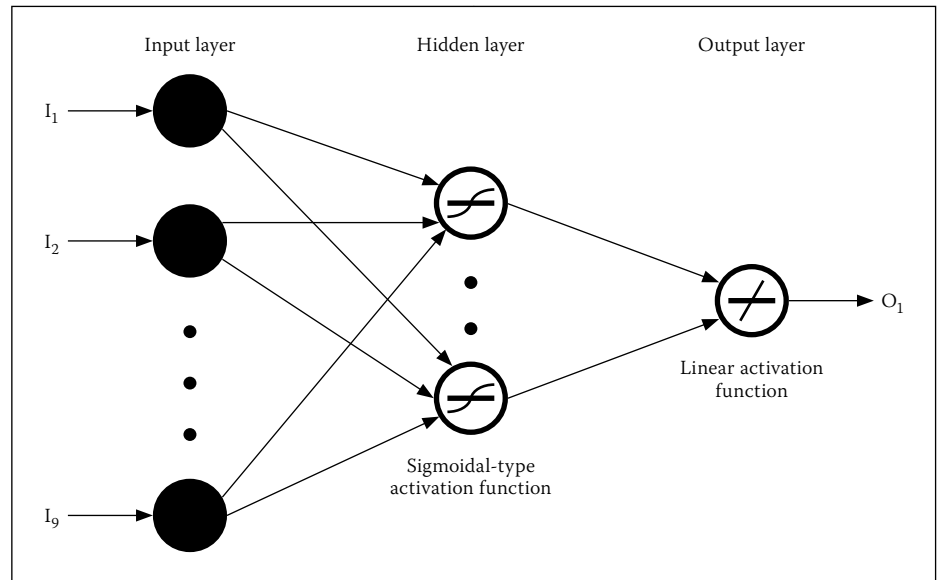 Input layer
Hidden layer
Output layer
I1
I2
I9
O1
Sigmoidal-type
activation function
Linear activation
function